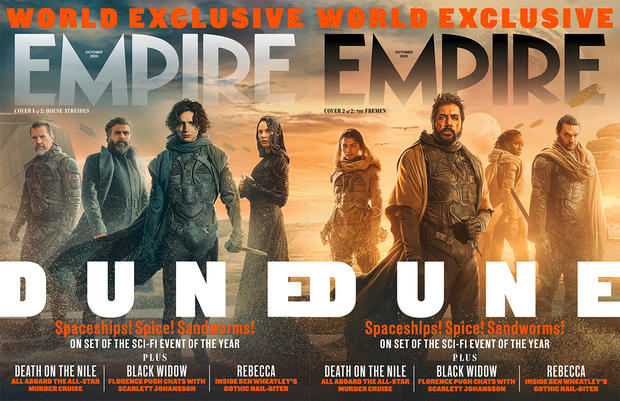 WORLD EXCLUSIVE
EMPIRE
OCTOBER
2020
COVER 1 of 2: HOUSE ATREIDES
DUNE
Spaceships! Spice! Sandworms!
ON SET OF THE SCI-FI EVENT OF THE YEAR
PLUS
DEATH ON THE NILE
ALL ABOARD THE ALL-STAR
MURDER CRUISE
BLACK WIDOW
FLORENCE PUGH CHATS WITH
SCARLETT JOHANSSON
REBECCA
INSIDE BEN WHEATLEY'S
GOTHIC NAIL-BITER
WORLD EXCLUSIVE
EMPIRE
OCTOBER
2020
COVER 2 of 2: THE FREMEN
DUNE
Spaceships! Spice! Sandworms!
ON SET OF THE SCI-FI EVENT OF THE YEAR
PLUS
DEATH ON THE NILE
ALL ABOARD THE ALL-STAR
MURDER CRUISE
BLACK WIDOW
FLORENCE PUGH CHATS WITH
SCARLETT JOHANSSON
REBECCA
INSIDE BEN WHEATLEY'S
GOTHIC NAIL-BITER